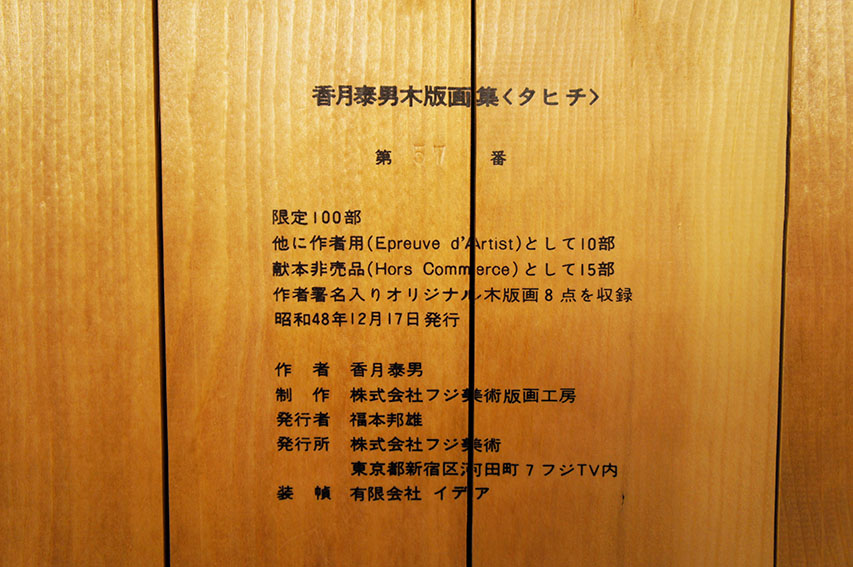 香月泰男木版画集<タヒチ>
第 57 番
限定100部
他に作者用(Epreuve d'Artist)として10部
献本非売品(Hors Commerce)として15部
作者署名入りオリジナル木版画8点を収録
昭和48年12月17日発行
作 者 香月泰男
制 作 株式会社フジ美術版画工房
発行者 福本邦雄
発行所 株式会社フジ美術
東京都新宿区河田町7フジTV内
装 幀 有限会社 イデア